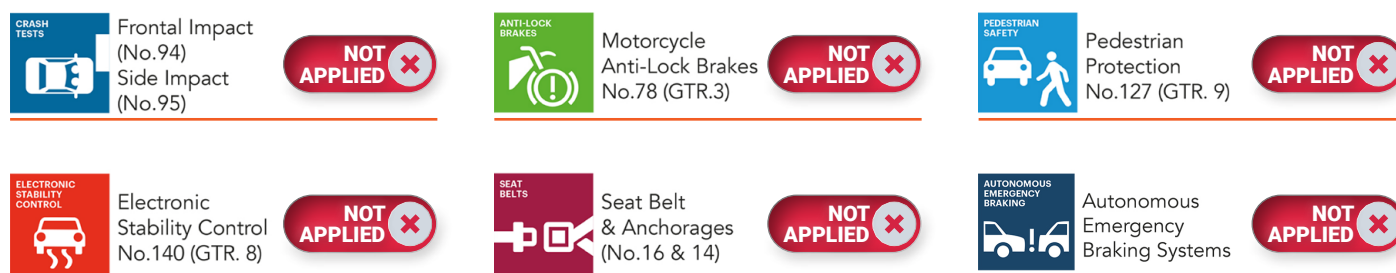 CRASH
TESTS
Frontal Impact
(No.94)
Side Impact
(No.95)
NOT
APPLIED
ANTI-LOCK
BRAKES
Motorcycle
Anti-Lock Brakes
No.78 (GTR.3)
NOT
APPLIED
PEDESTRIAN
SAFETY
Pedestrian
Protection
No.127 (GTR. 9)
NOT
APPLIED
ELECTRONIC
STABILITY
CONTROL
Electronic
Stability Control
No.140 (GTR. 8)
NOT
APPLIED
SEAT
BELTS
Seat Belt
& Anchorages
(No.16 & 14)
NOT
APPLIED
AUTONOMOUS
EMERGENCY
BRAKING
Autonomous
Emergency
Braking Systems
NOT
APPLIED